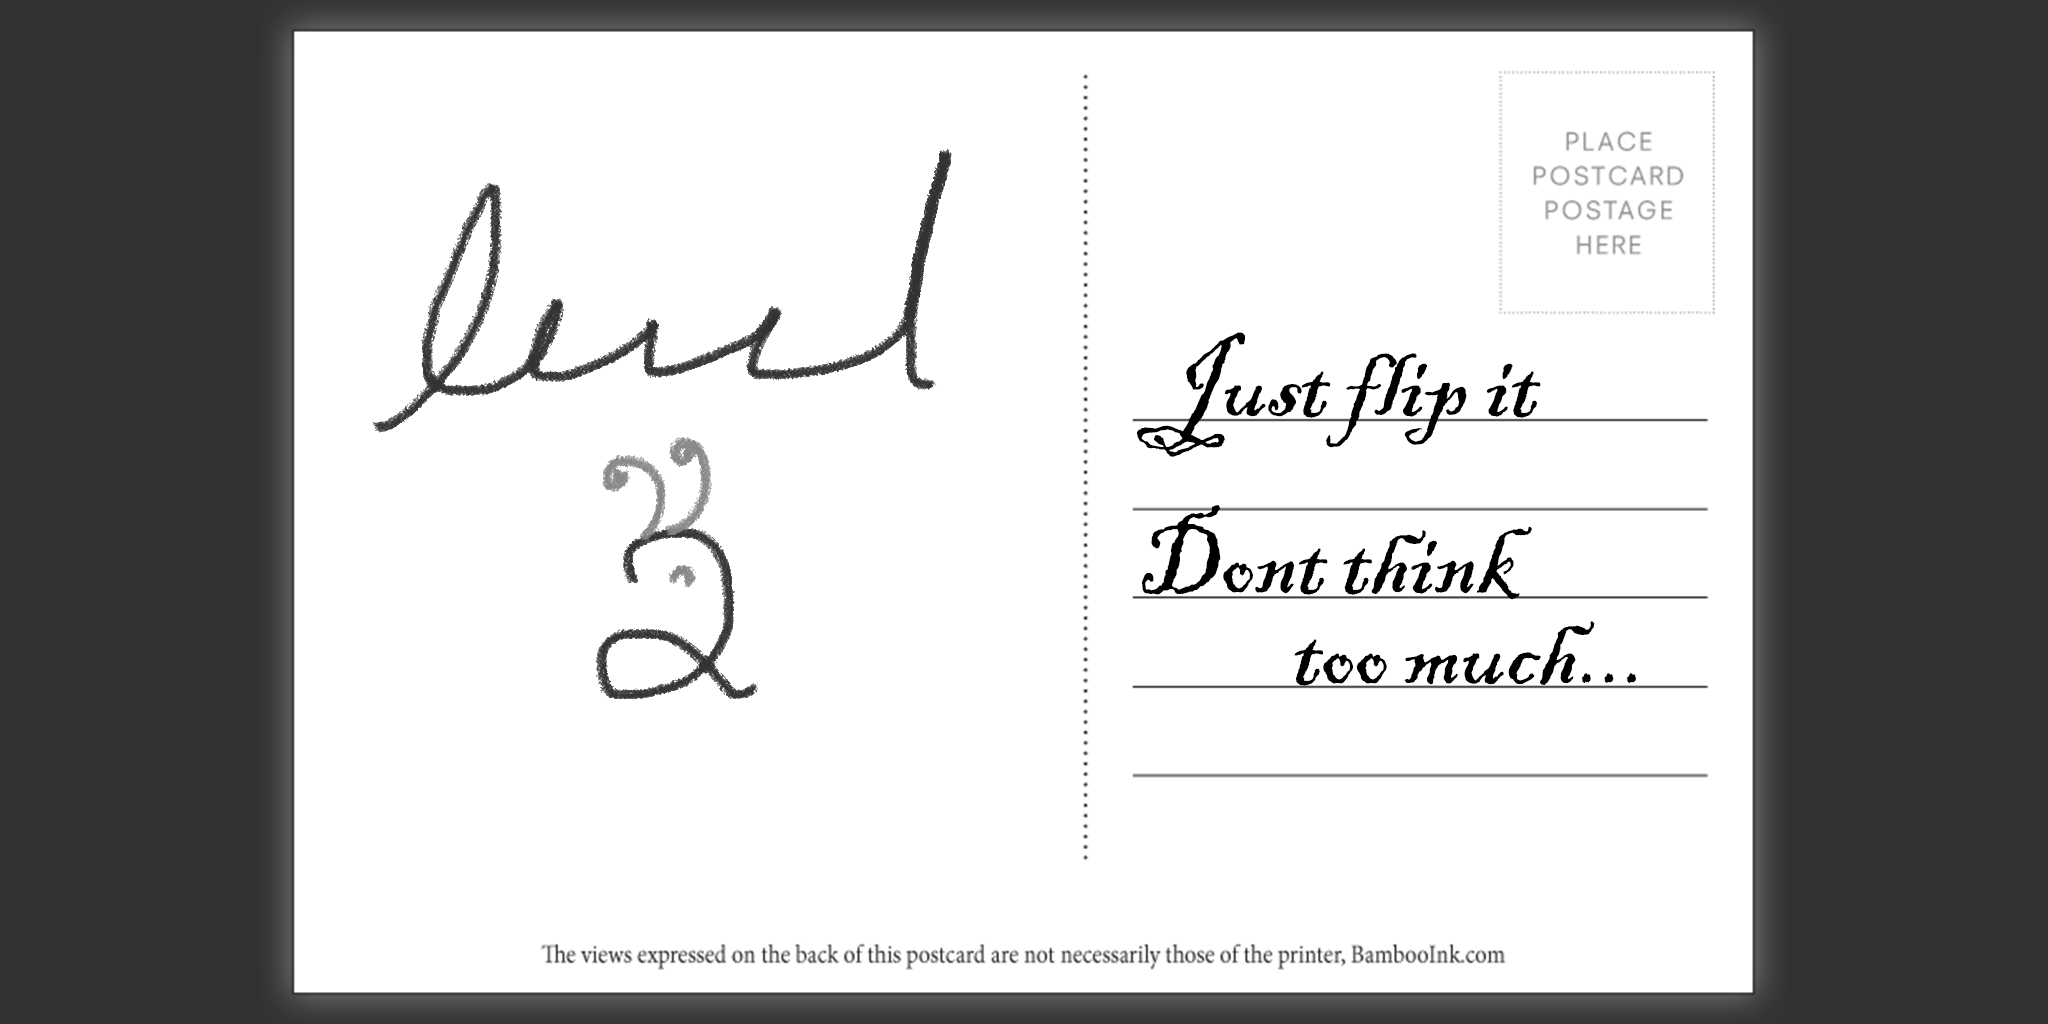 2
PLACE
POSTCARD
POSTAGE
HERE
Just flip it
Dont think
too much...
The views expressed on the back of this postcard are not necessarily those of the printer, BambooInk.com